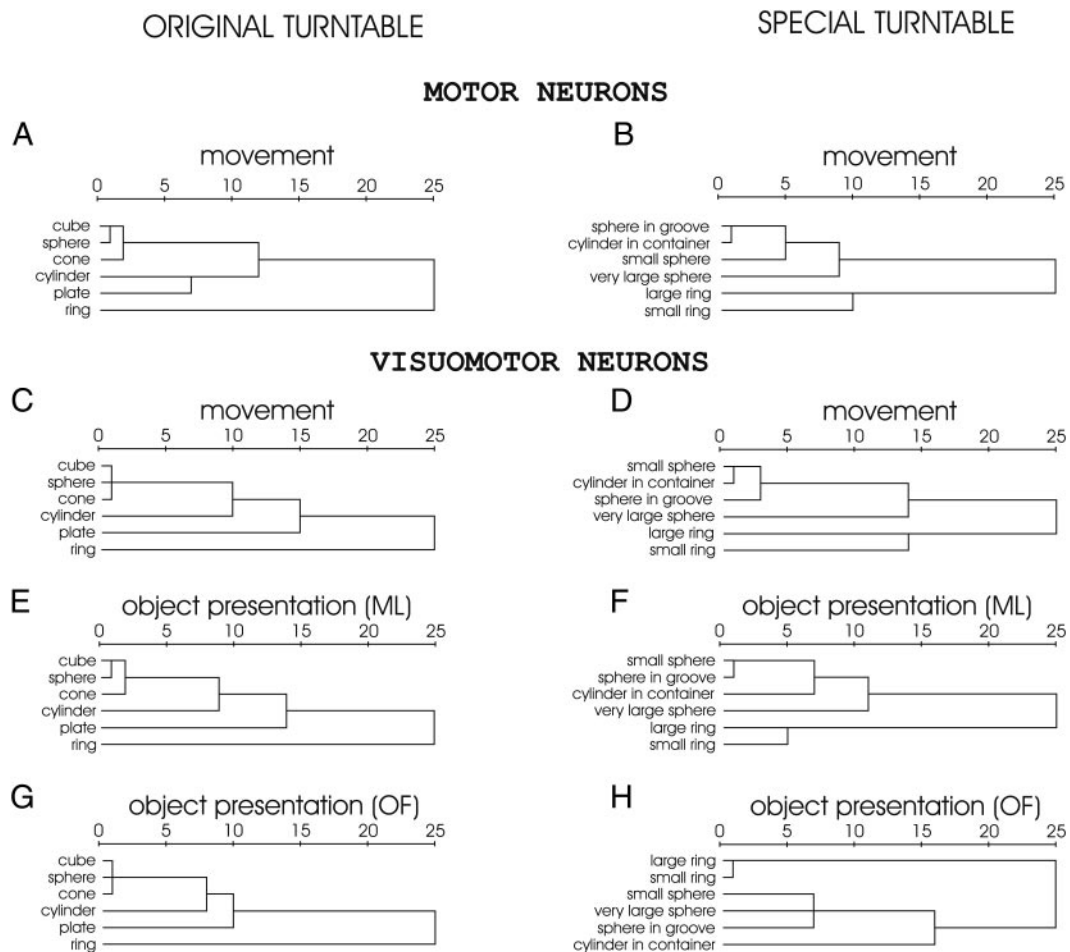 ORIGINAL TURNTABLE
SPECIAL TURNTABLE
MOTOR NEURONS
A
movement
0 5 10 15 20 25
cube
sphere
cone
cylinder
plate
ring
B
movement
0 5 10 15 20 25
sphere in groove
cylinder in container
small sphere
very large sphere
large ring
small ring
VISUOMOTOR NEURONS
C
movement
0 5 10 15 20 25
cube
sphere
cone
cylinder
plate
ring
D
movement
0 5 10 15 20 25
small sphere
cylinder in container
sphere in groove
very large sphere
large ring
small ring
E
object presentation (ML)
0 5 10 15 20 25
cube
sphere
cone
cylinder
plate
ring
F
object presentation (ML)
0 5 10 15 20 25
small sphere
sphere in groove
cylinder in container
very large sphere
large ring
small ring
G
object presentation (OF)
0 5 10 15 20 25
cube
sphere
cone
cylinder
plate
ring
H
object presentation (OF)
0 5 10 15 20 25
large ring
small ring
small sphere
very large sphere
sphere in groove
cylinder in container